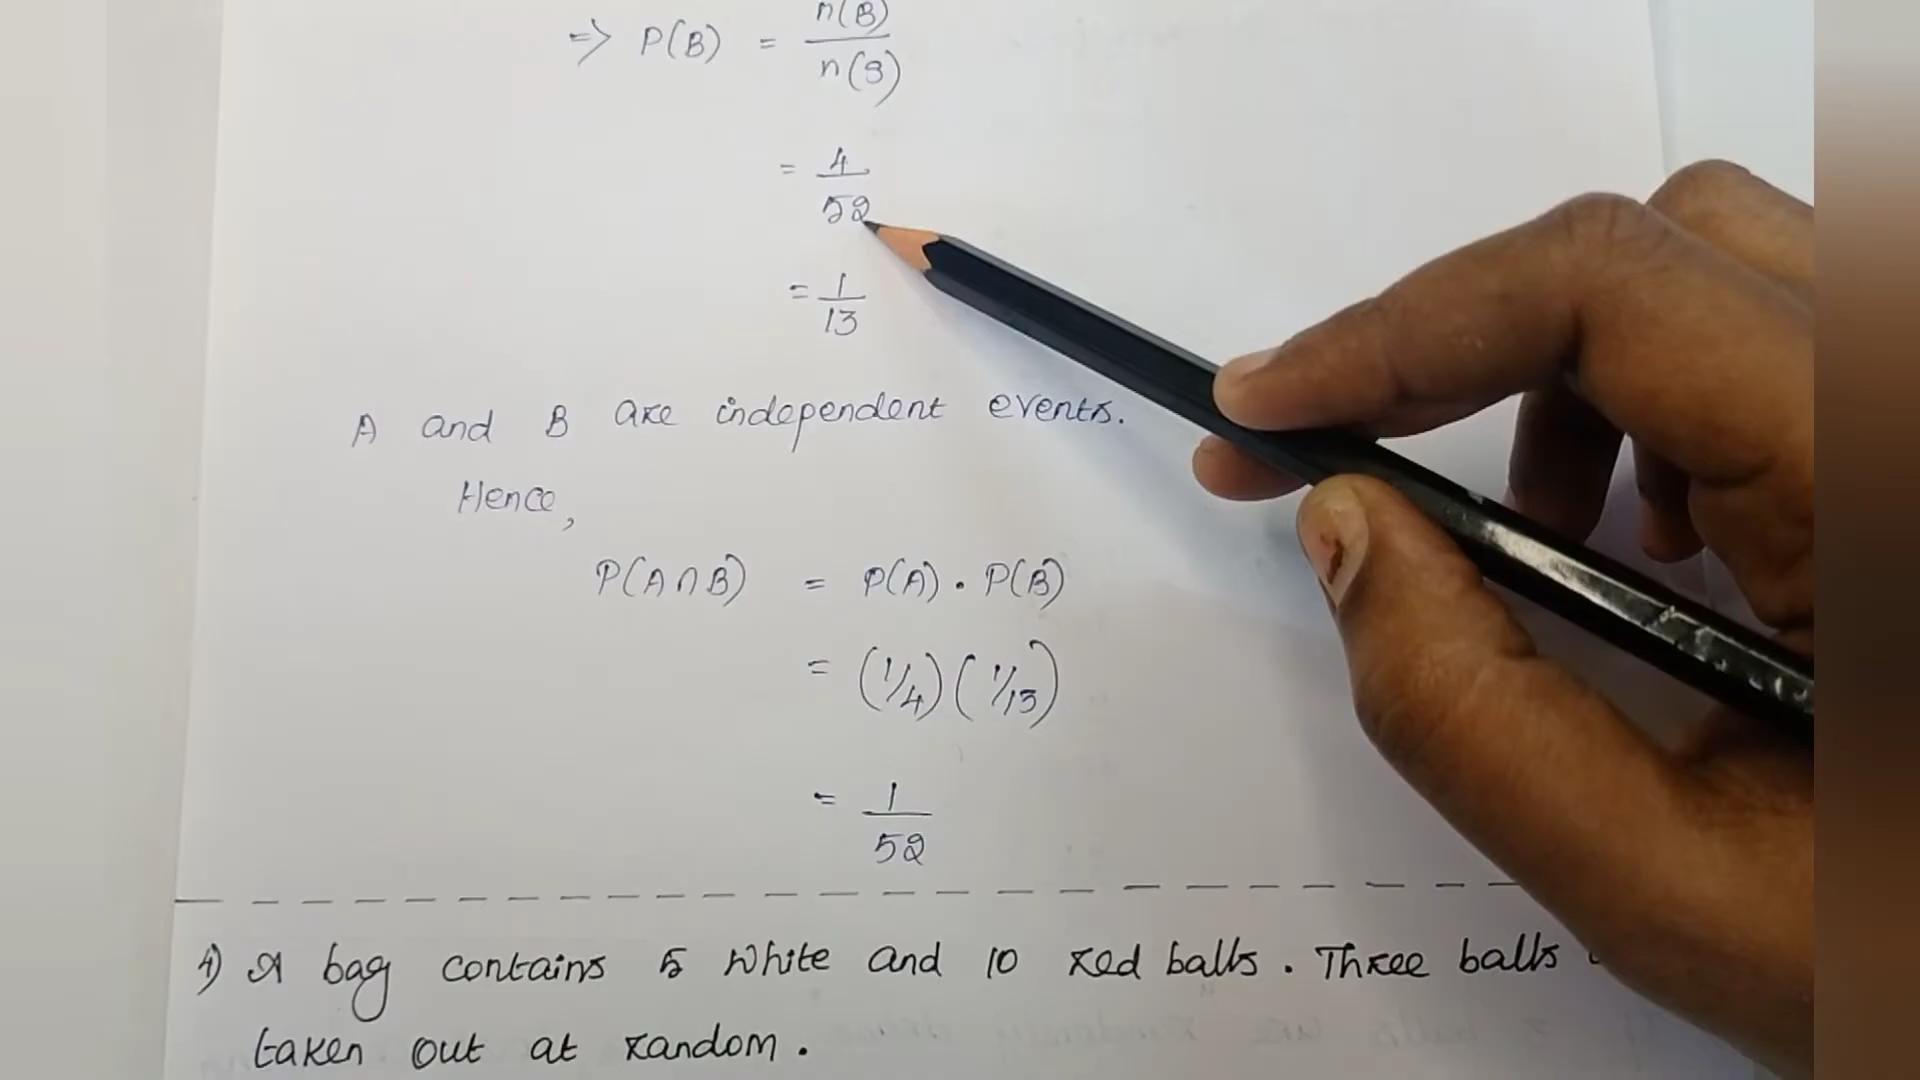 => P(B) = n(B)/n(S)
= 4/52
= 1/13
A and B are independent events.
Hence,
P(A∩B) = P(A) . P(B)
= (1/4) (1/13)
= 1/52
4) A bag contains 5 white and 10 red balls. Three balls
taken out at random.